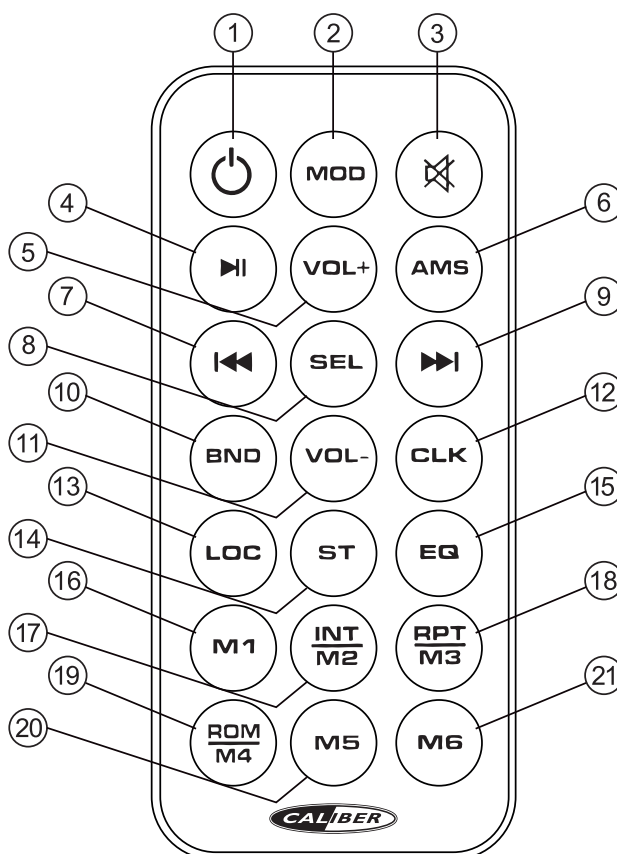 1 2 3
MOD
4 6
5
VOL+ AMS
7 9
8
SEL
10 12
11
BND VOL- CLK
13 15
14
LOC ST EQ
16 18
17
M1 INT RPT
M2 M3
19 21
20
ROM
M4 M5 M6
CALIBER